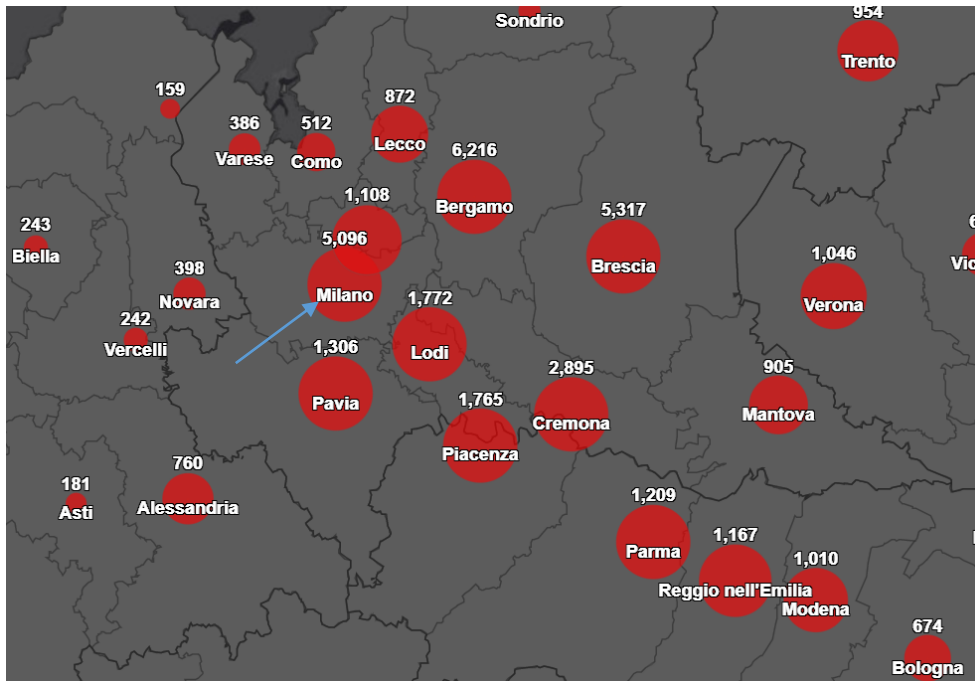 Sondrio
954
Trento
159
872
Lecco
386
Varese
512
Como
6,216
Bergamo
1,108
5,096
Milano
5,317
Brescia
243
Biella
1,046
Verona
398
Novara
242
Vercelli
1,772
Lodi
1,306
Pavia
2,895
Cremona
905
Mantova
1,765
Piacenza
760
Alessandria
181
Asti
1,209
Parma
1,167
Reggio nell'Emilia
1,010
Modena
674
Bologna